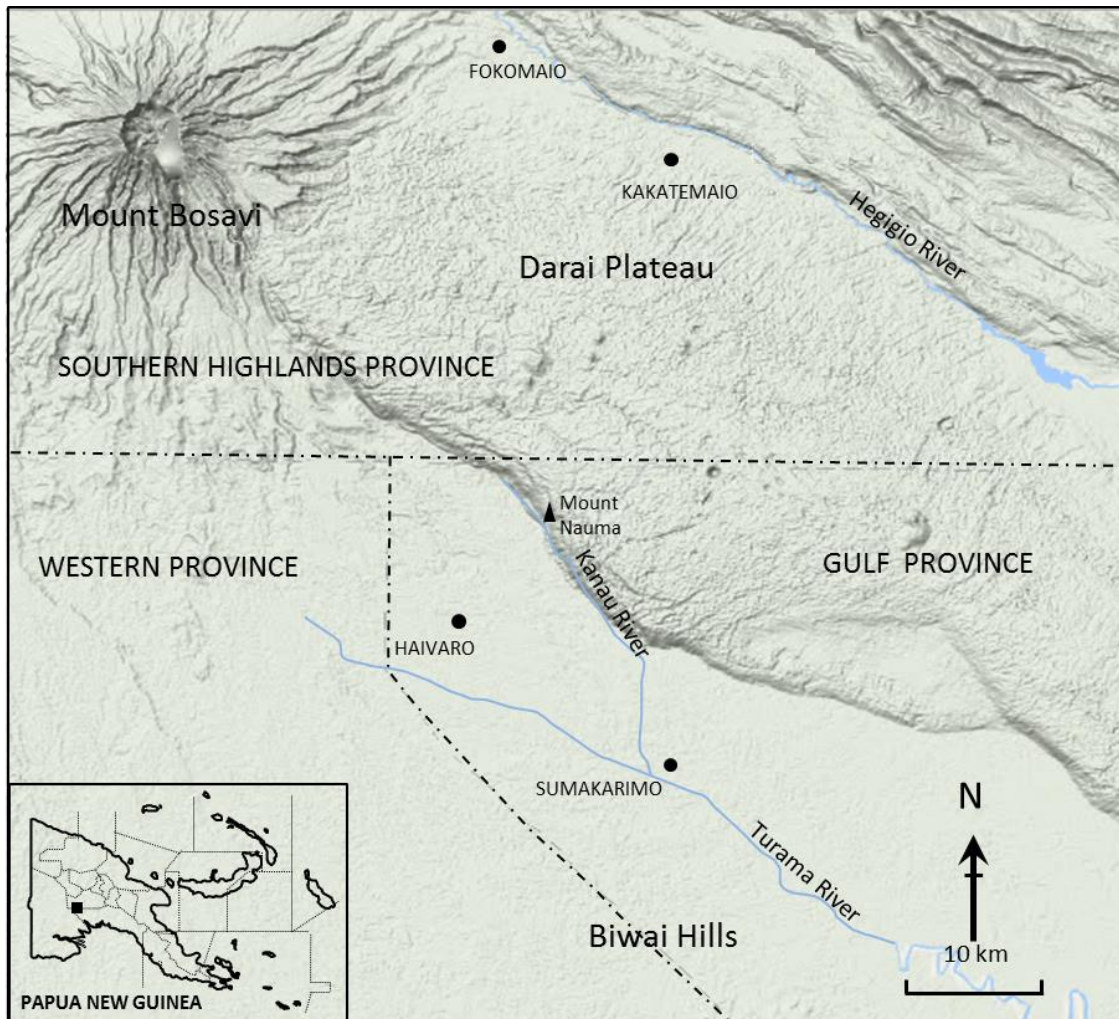 FOKOMAIO
KAKATEMAIO
Mount Bosavi
Hegigio River
Darai Plateau
SOUTHERN HIGHLANDS PROVINCE
Mount
Nauma
WESTERN PROVINCE
Kanau River
GULF PROVINCE
HAIVARO
SUMAKARIMO
N
Turama River
Biwai Hills
10 km
PAPUA NEW GUINEA